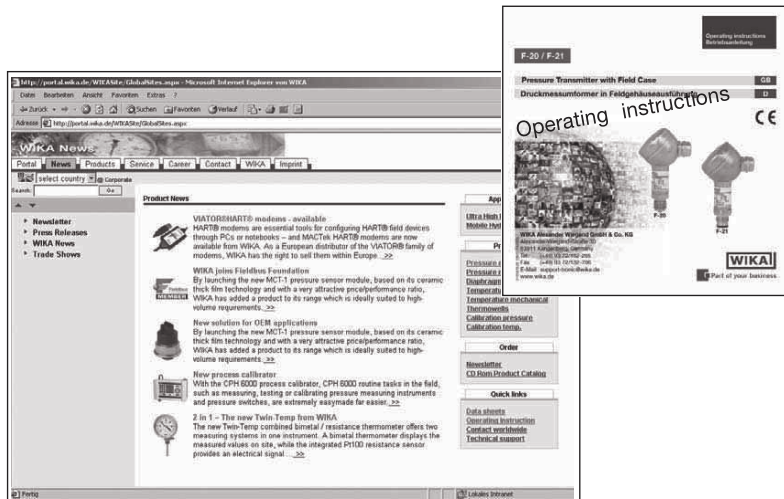 http://portal.wika.de/WIKASite/GlobalSites.aspx - Microsoft Internet Explorer von WIKA
Datei Bearbeiten Ansicht Favoriten Extras ?
Zurück Suchen Favoriten Verlauf
Adresse http://portal.wika.de/WIKASite/GlobalSites.aspx
WIKA News
Portal News Products Service Career Contact WIKA Imprint
select country Corporate
Search: Go
Newsletter
Press Releases
WIKA News
Trade Shows
Product News
VIATOR®HART® modems - available
HART® modems are essential tools for configuring HART® field devices
through PCs or notebooks – and MACTek HART® modems are now
available from WIKA. As a European distributor of the VIATOR® family of
modems, WIKA has the right to sell them within Europe...>>
WIKA joins Fieldbus Foundation
By launching the new MCT-1 pressure sensor module, based on its ceramic
thick film technology and with a very attractive price/performance ratio,
WIKA has added a product to its range which is ideally suited to high-
volume requirements. >>
MEMBER
New solution for OEM applications
By launching the new MCT-1 pressure sensor module, based on its ceramic
thick film technology and with a very attractive price/performance ratio,
WIKA has added a product to its range which is ideally suited to high-
volume requirements. >>
New process calibrator
With the CPH 6000 process calibrator, CPH 6000 routine tasks in the field,
such as measuring, testing or calibrating pressure measuring instruments
and pressure switches, are extremely easymade far easier. >>
2 in 1 – The new Twin-Temp from WIKA
The new Twin-Temp combined bimetal / resistance thermometer offers two
measuring systems in one instrument. A bimetal thermometer displays the
measured values on site, while the integrated Pt100 resistance sensor
provides an electrical signal....>>
App
Ultra High
Mobile Hyd
Pr
Pressure
Pressure
Diaphragm
Temperatu
Temperature mechanical
Thermowells
Calibration pressure
Calibration temp.
Order
Newsletter
CD Rom Product Catalog
Quick links
Data sheets
Operating Instruction
Contact worldwide
Technical support
Fertig
Lokales Intranet
Operating instructions
Betriebsanleitung
F-20 / F-21
Pressure Transmitter with Field Case GB
Druckmessumformer in Feldgehäuseausführung D
Operating instructions
CE
F-20
F-21
WIKA Alexander Wiegand GmbH & Co. KG
Alexander-Wiegand-Straße 30
63911 Klingenberg, Germany
www.wika.de
WIKA
Part of your business